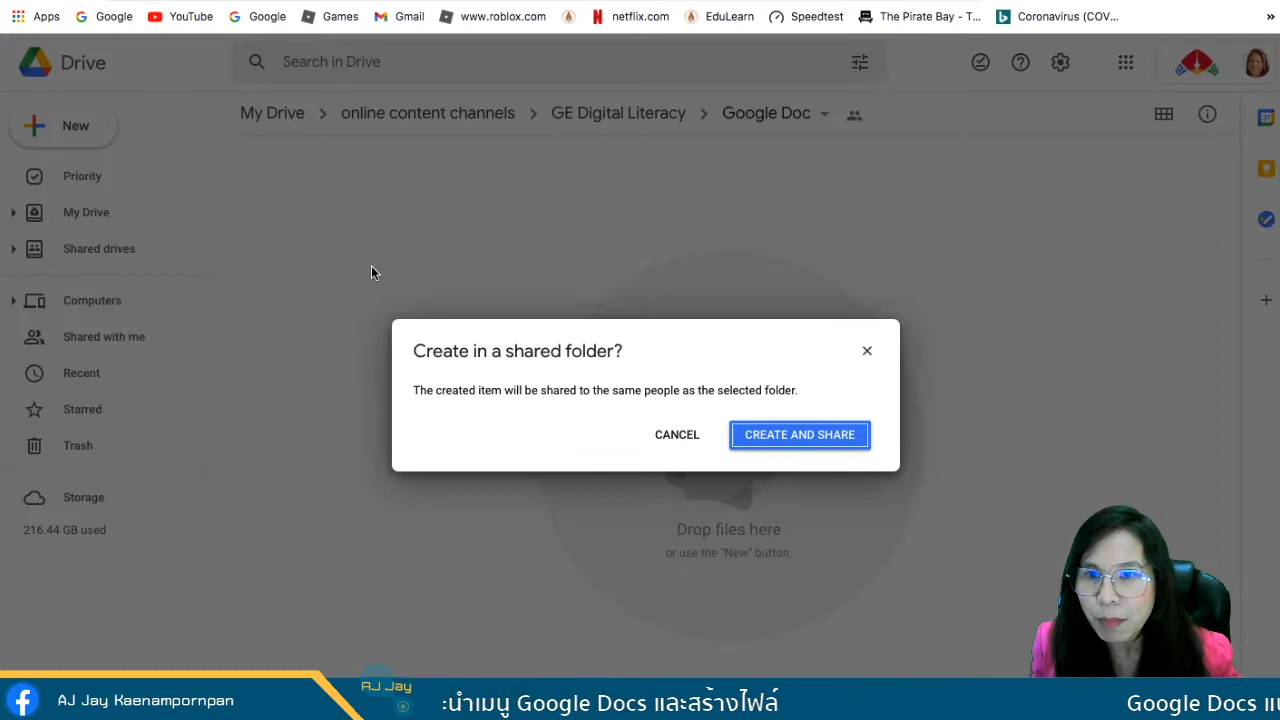 Apps Google YouTube Google Games Gmail www.roblox.com netflix.com EduLearn Speedtest The Pirate Bay - T... Coronavirus (COV... »
Drive Search in Drive
My Drive > online content channels > GE Digital Literacy > Google Doc
New
Priority
My Drive
Shared drives
Computers
Shared with me
Recent
Starred
Trash
Storage
216.44 GB used
Create in a shared folder?
The created item will be shared to the same people as the selected folder.
CANCEL CREATE AND SHARE
Drop files here
or use the "New" button.
AJ Jay
AJ Jay Kaenampornpan
ะนำเมนู Google Docs และสร้างไฟล์
Google Docs แน